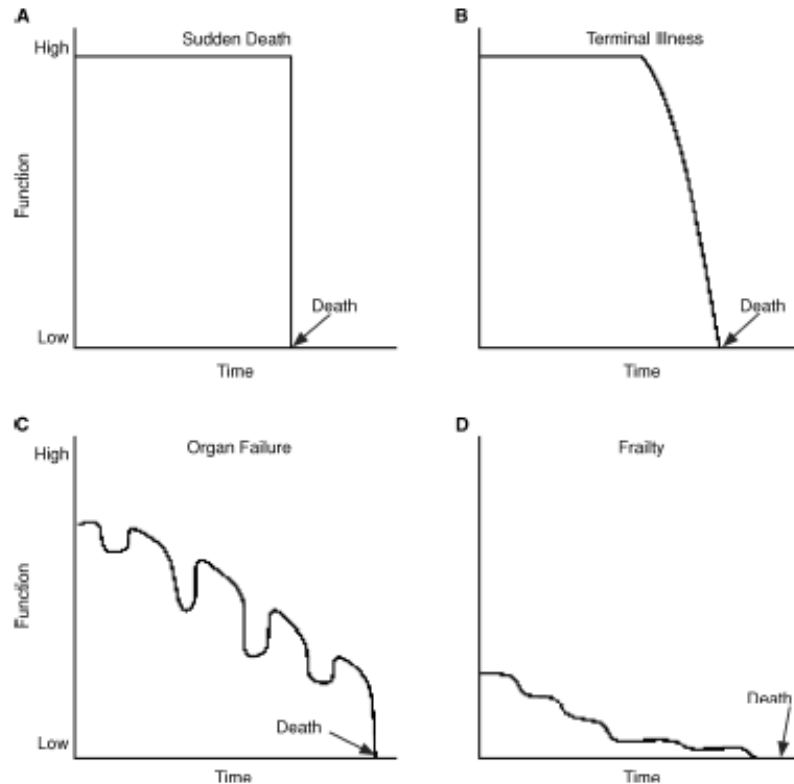 A
Sudden Death
High
Function
Low
Death
Time
B
Terminal Illness
Death
Time
C
Organ Failure
High
Function
Low
Death
Time
D
Frailty
Death
Time